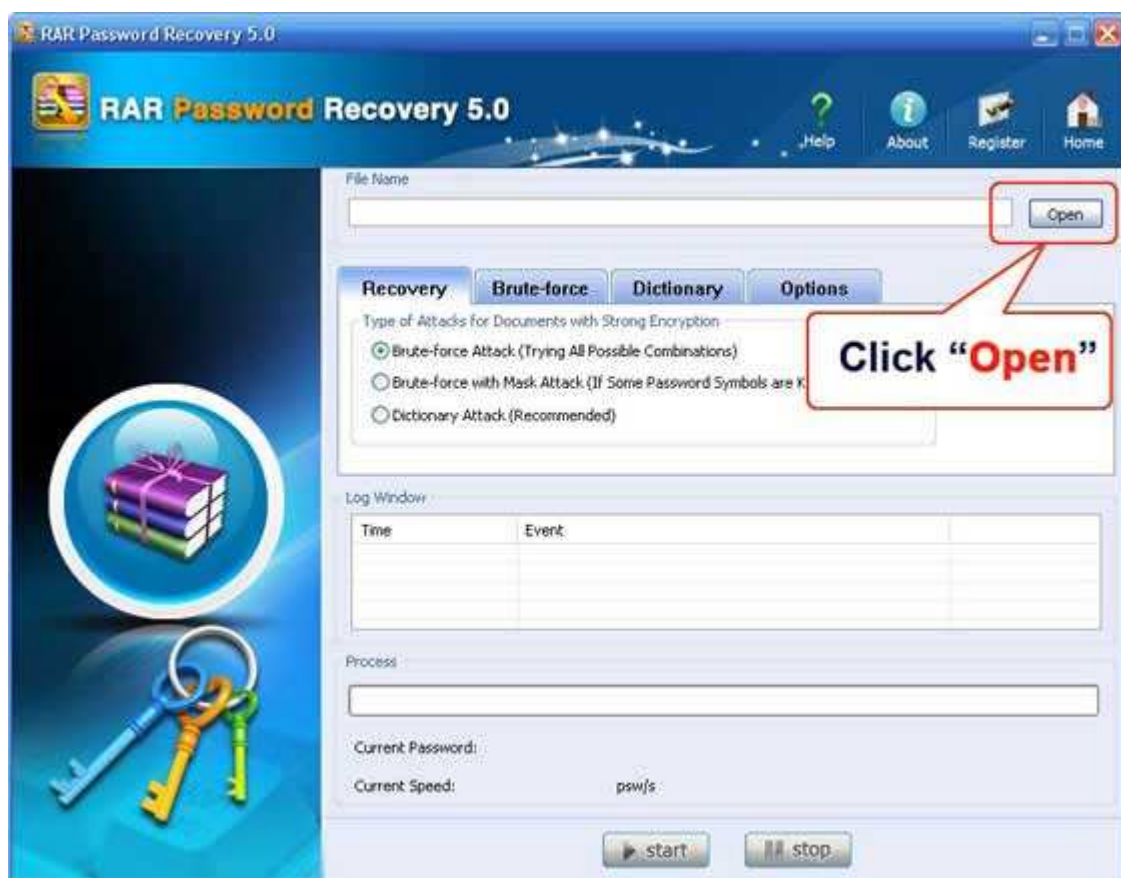 RAR Password Recovery 5.0
RAR Password Recovery 5.0
Help
About
Register
Home
File Name
Open
Recovery
Brute-force
Dictionary
Options
Click “Open”
Type of Attacks for Documents with Strong Encryption
Brute-force Attack (Trying All Possible Combinations)
Brute-force with Mask Attack (If Some Password Symbols are
Dictionary Attack (Recommended)
Log Window
Time
Event
Process
Current Password:
Current Speed:
psw/s
start
stop